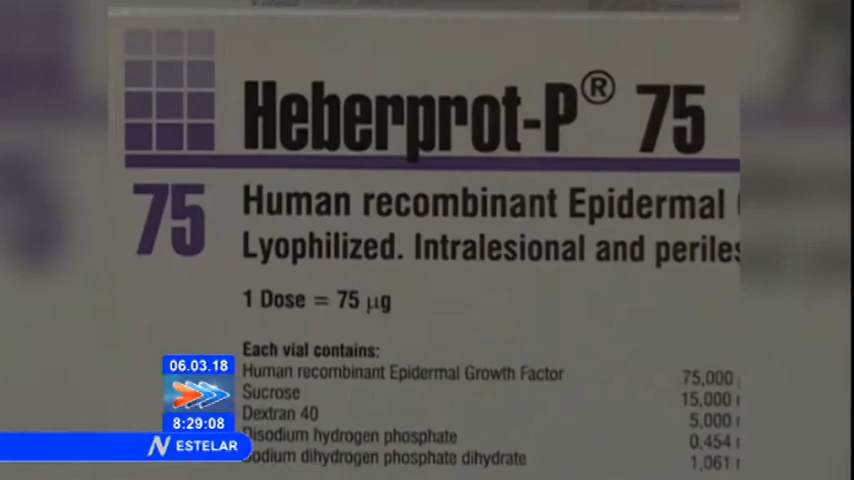 Heberprot-P® 75
75
Human recombinant Epidermal
Lyophilized. Intralesional and periles
1 Dose = 75 µg
Each vial contains:
Human recombinant Epidermal Growth Factor 75,000
Sucrose 15,000
Dextran 40 5,000
Disodium hydrogen phosphate 0,454
Sodium dihydrogen phosphate dihydrate 1,061
06.03.18
8:29:08
N ESTELAR